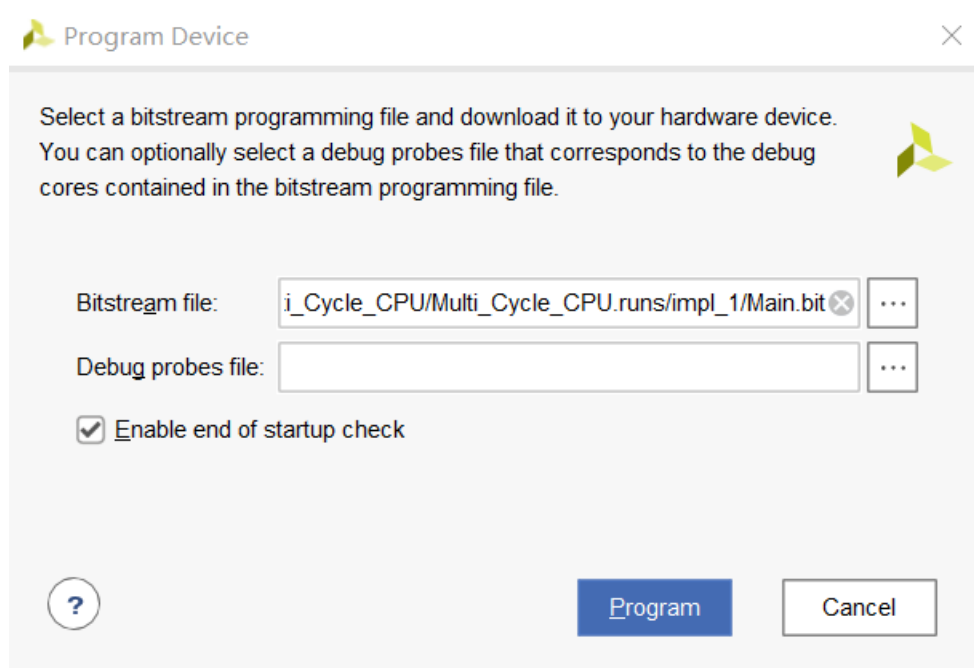 Program Device
Select a bitstream programming file and download it to your hardware device.
You can optionally select a debug probes file that corresponds to the debug
cores contained in the bitstream programming file.
Bitstream file: :i_Cycle_CPU/Multi_Cycle_CPU.runs/impl_1/Main.bit ...
Debug probes file: ...
Enable end of startup check
? Program Cancel